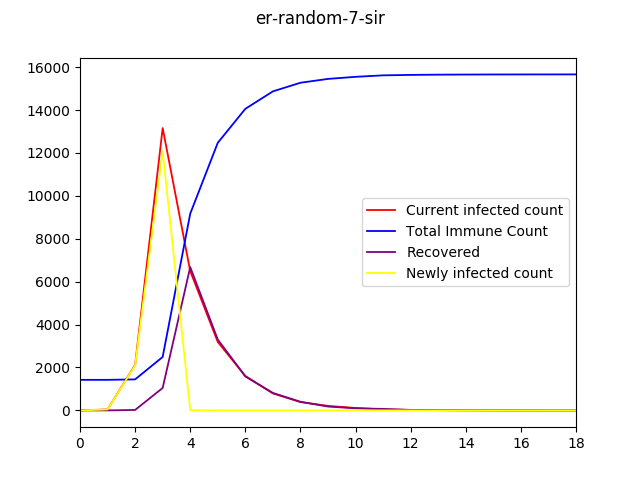 er-random-7-sir
16000
14000
12000
10000
8000
6000
4000
2000
0
Current infected count
Total Immune Count
Recovered
Newly infected count
0 2 4 6 8 10 12 14 16 18